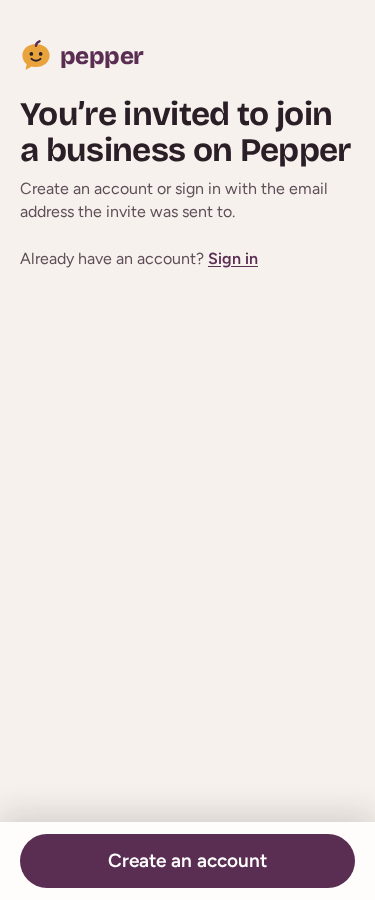 pepper
You’re invited to join
a business on Pepper
Create an account or sign in with the email
address the invite was sent to.
Already have an account? Sign in
Create an account